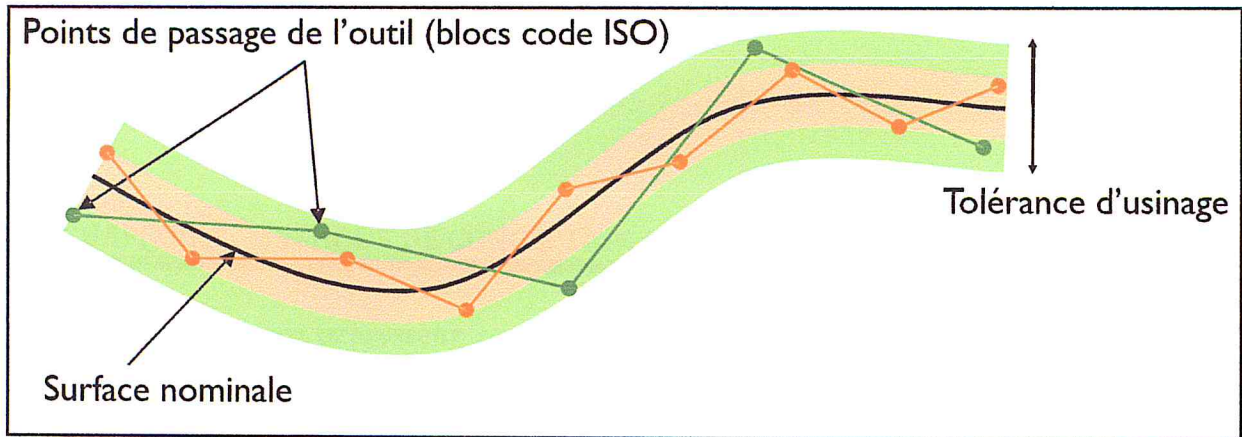 Points de passage de l'outil (blocs code ISO)
Tolérance d'usinage
Surface nominale